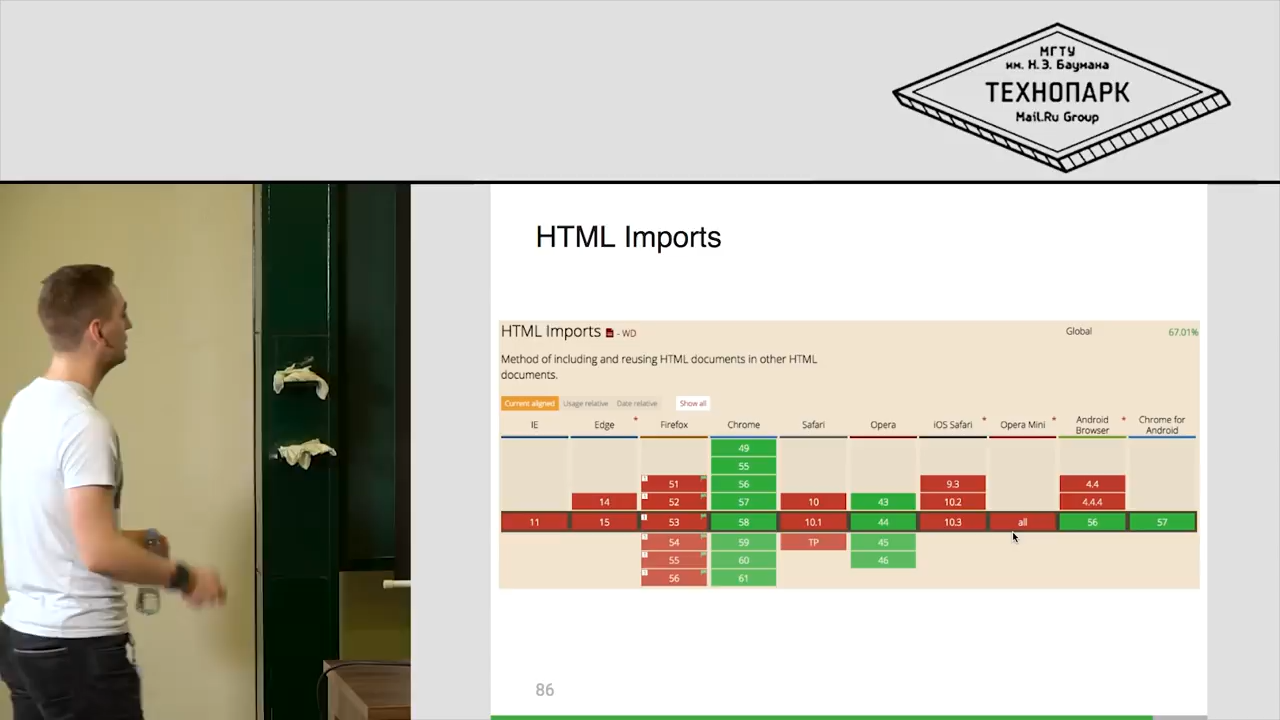 МГТУ
им. Н.Э. Баумана
ТЕХНОПАРК
Mail.Ru Group
HTML Imports
HTML Imports - WD
Global 67.01%
Method of including and reusing HTML documents in other HTML
documents.
Current aligned Usage relative Date relative Show all
IE Edge * Firefox Chrome Safari Opera iOS Safari * Opera Mini * Android Browser * Chrome for Android
49
55
51 56 9.3 4.4
14 52 57 10 43 10.2 4.4.4
11 15 53 58 10.1 44 10.3 all 56 57
54 59 TP 45
55 60 46
56 61
86